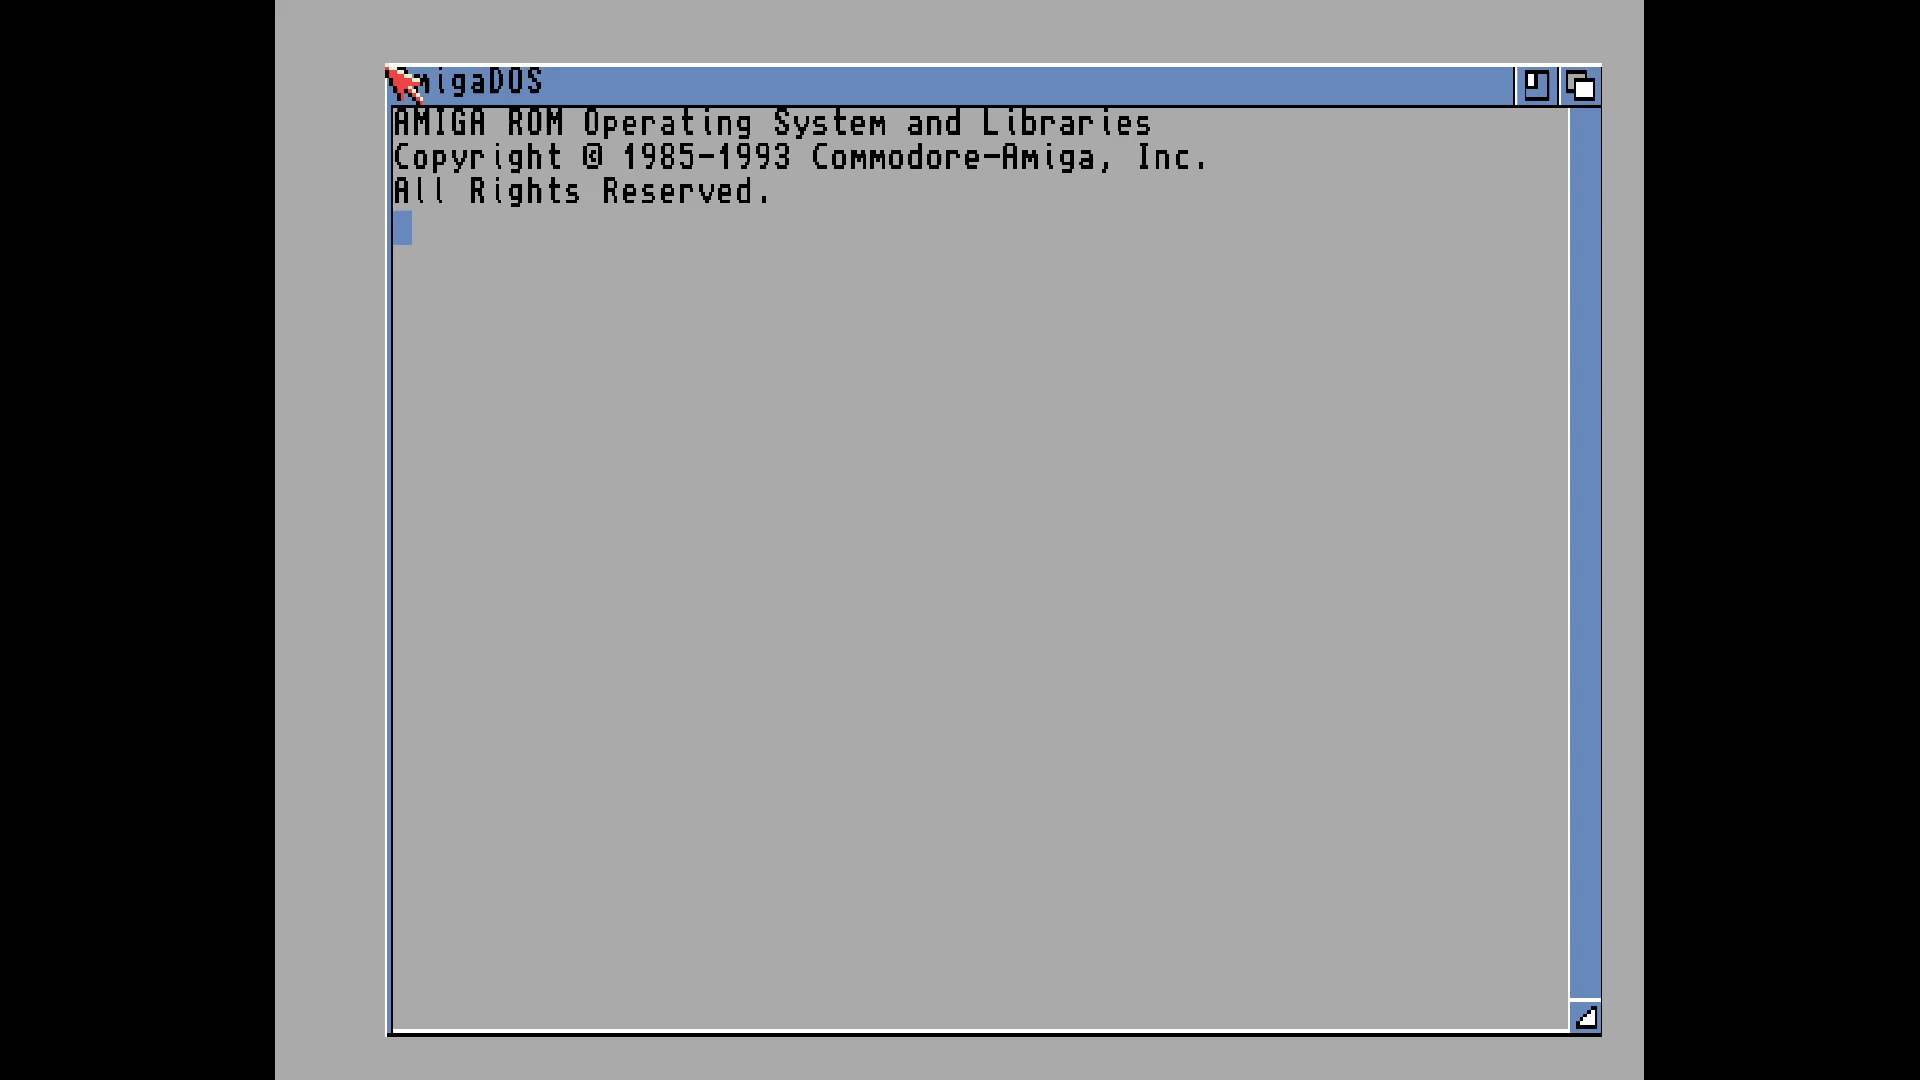 AmigaDOS
AMIGA ROM Operating System and Libraries
Copyright © 1985-1993 Commodore-Amiga, Inc.
All Rights Reserved.